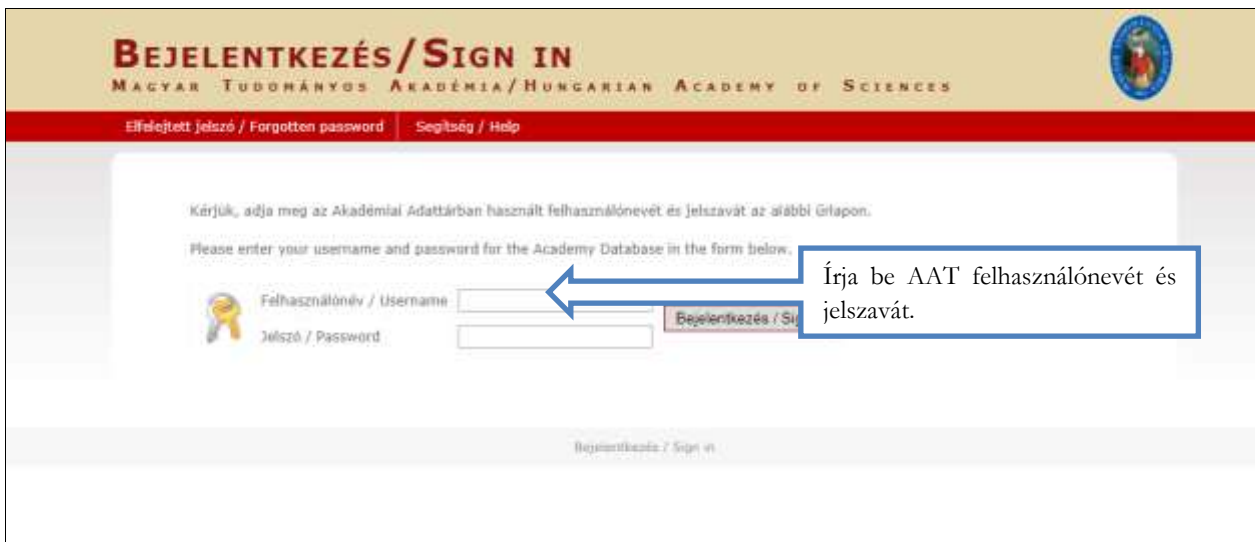 BEJELENTKEZÉS/SIGN IN
MAGYAR TUDOMÁNYOS AKADÉMIA/HUNGARIAN ACADEMY OF SCIENCES
Elfelejtett jelszó / Forgotten password Segítség / Help
Kérjük, adja meg az Akadémiai Adattárban használt felhasználónevét és jelszavát az alábbi űrlapon.
Please enter your username and password for the Academy Database in the form below.
Írja be AAT felhasználónevét és
jelszavát.
Felhasználónév / Username
Bejelentkezés / Sig
Jelszó / Password
Bejelentkezés / Sign in